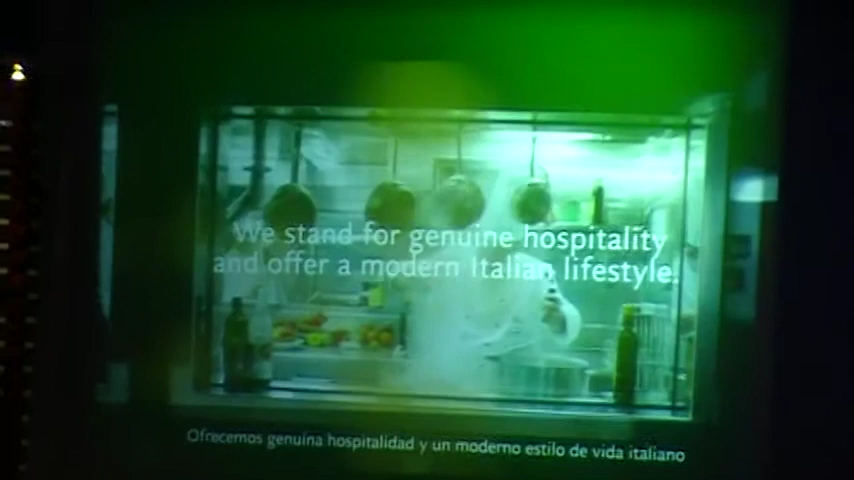 We stand for genuine hospitality
and offer a modern Italian lifestyle.
Ofrecemos genuina hospitalidad y un moderno estilo de vida italiano